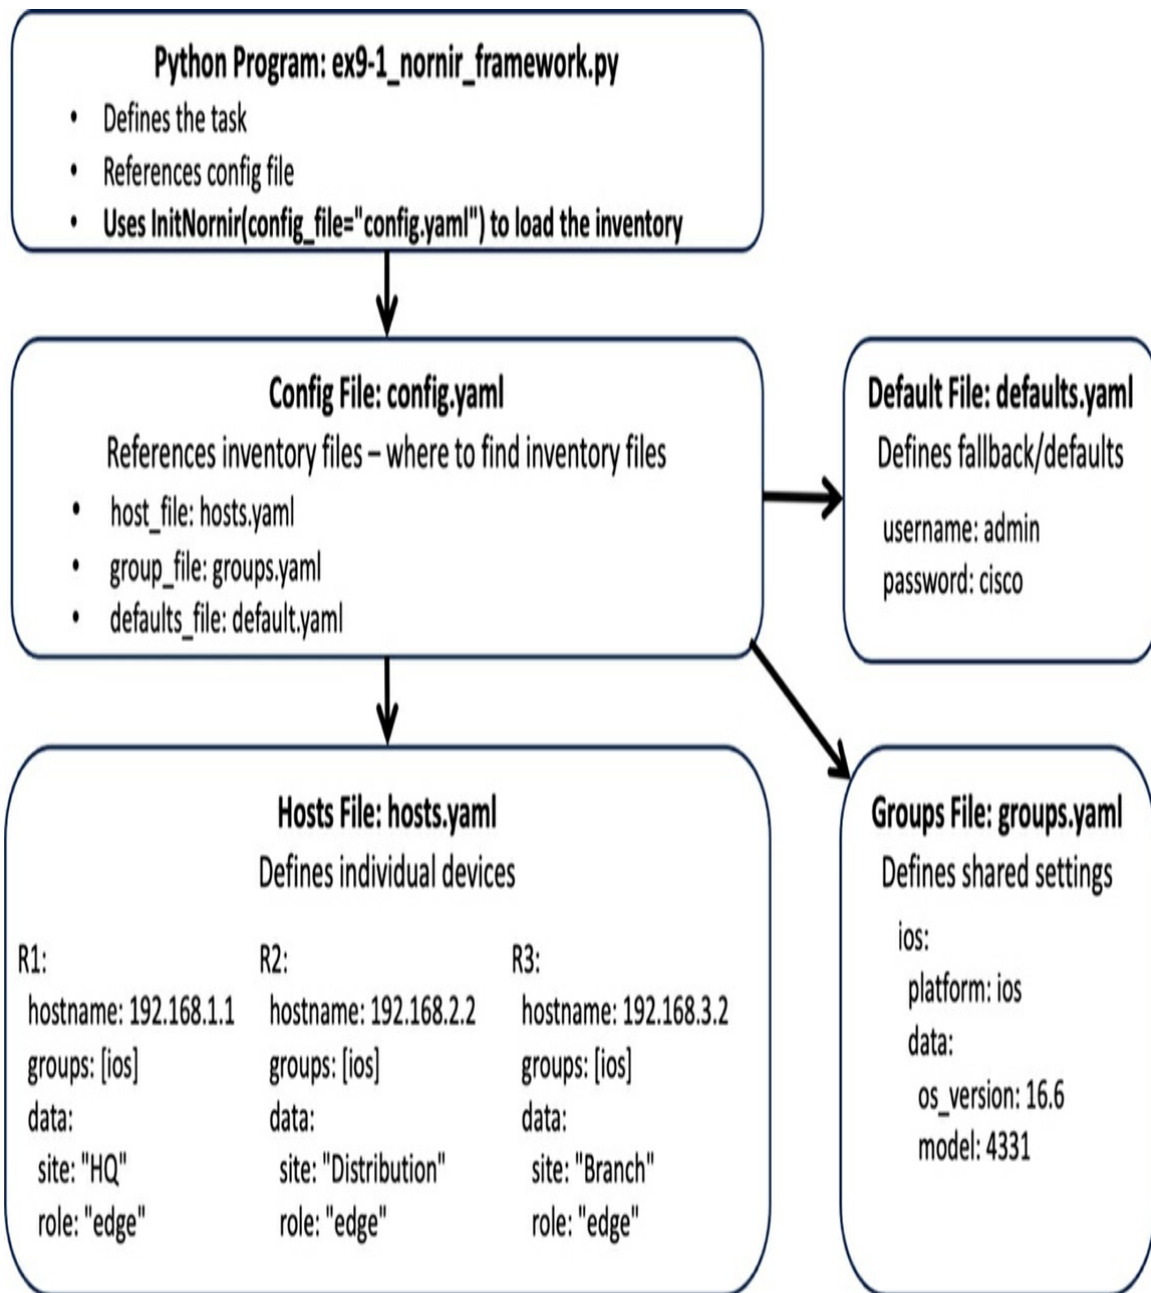 Python Program: ex9-1_nornir_framework.py
• Defines the task
• References config file
• Uses InitNornir(config_file="config.yaml") to load the inventory
Config File: config.yaml
References inventory files – where to find inventory files
• host_file: hosts.yaml
• group_file: groups.yaml
• defaults_file: default.yaml
Default File: defaults.yaml
Defines fallback/defaults
username: admin
password: cisco
Hosts File: hosts.yaml
Defines individual devices
R1:
hostname: 192.168.1.1
groups: [ios]
data:
site: "HQ"
role: "edge"
R2:
hostname: 192.168.2.2
groups: [ios]
data:
site: "Distribution"
role: "edge"
R3:
hostname: 192.168.3.2
groups: [ios]
data:
site: "Branch"
role: "edge"
Groups File: groups.yaml
Defines shared settings
ios:
platform: ios
data:
os_version: 16.6
model: 4331